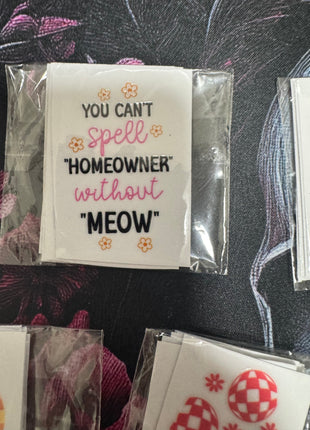 YOU CAN'T
spell
"HOMEOWNER"
without
"MEOW"